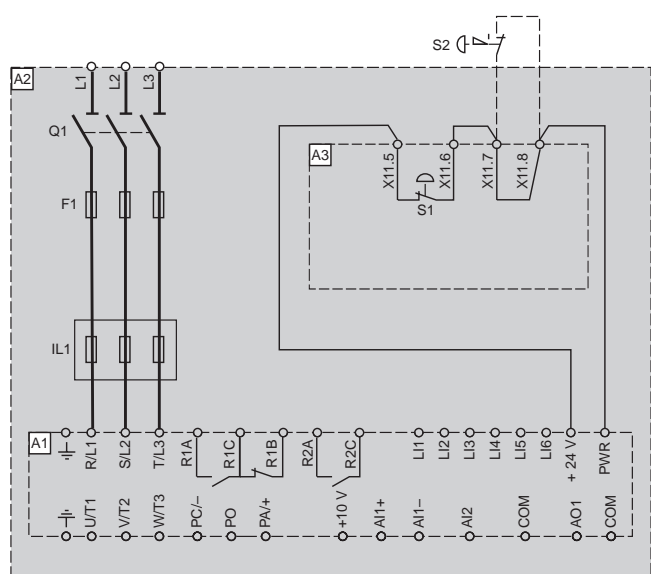 S2
A2
L1
L2
L3
Q1
A3
X11.5
X11.6
X11.7
X11.8
S1
F1
IL1
A1
R/L1
S/L2
T/L3
R1A
R1C
R1B
R2A
R2C
LI1
LI2
LI3
LI4
LI5
LI6
+ 24 V
PWR
U/T1
V/T2
W/T3
PC/–
PO
PA/+
+10 V
AI1+
AI1–
AI2
COM
AO1
COM